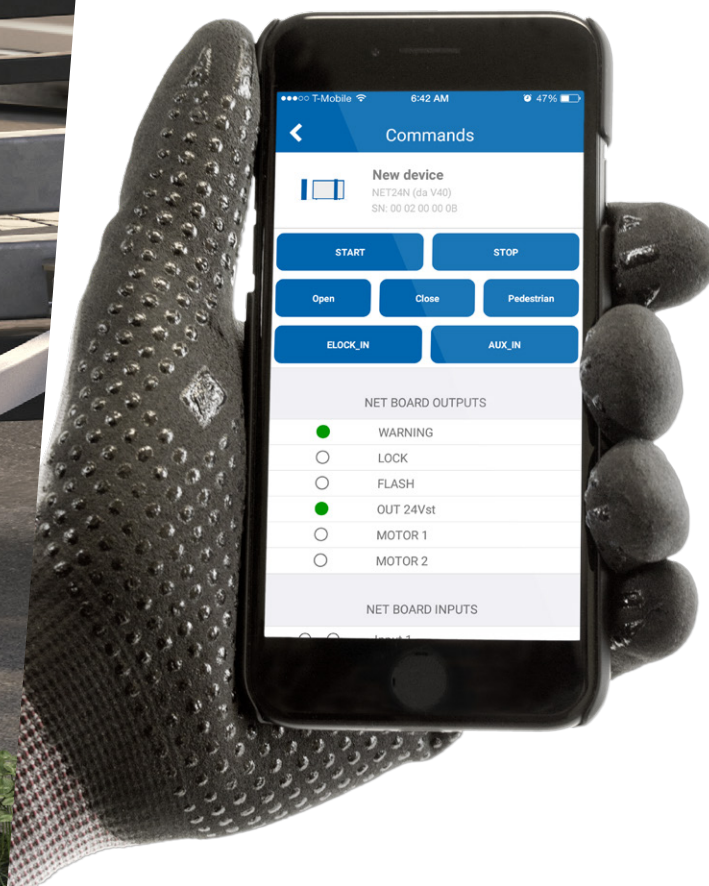 T-Mobile 6:42 AM 47%
Commands
New device
NET24N (da V40)
SN: 00 02 00 00 0B
START STOP
Open Close Pedestrian
ELOCK_IN AUX_IN
NET BOARD OUTPUTS
WARNING
LOCK
FLASH
OUT 24Vst
MOTOR 1
MOTOR 2
NET BOARD INPUTS
Input 1